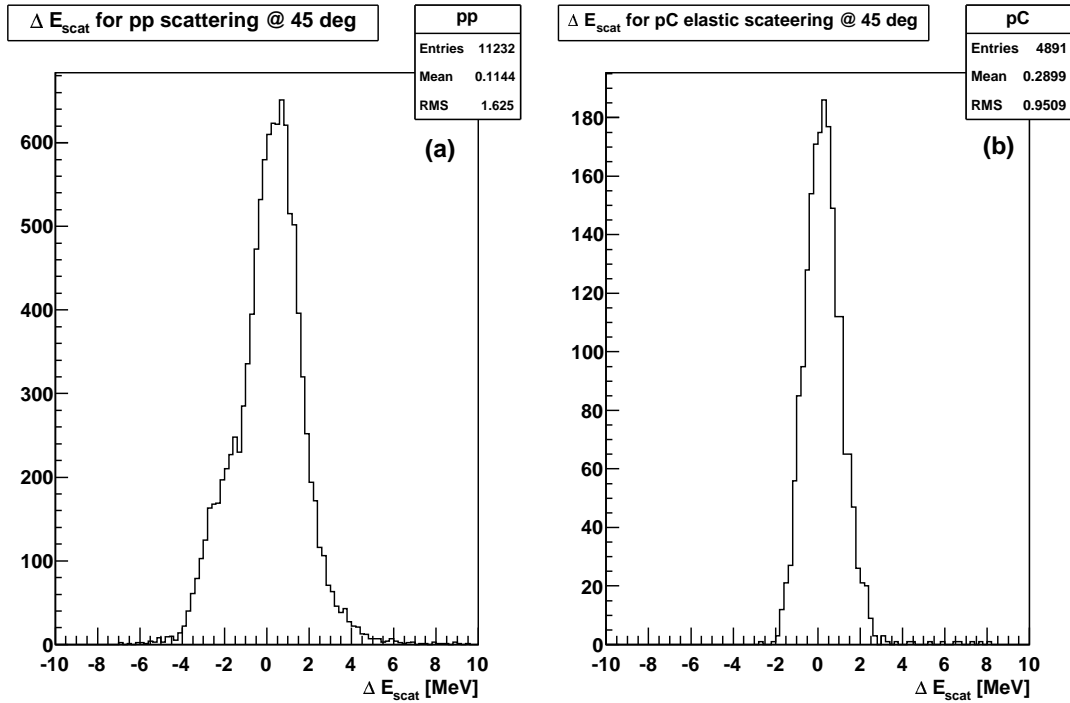 Δ E_scat for pp scattering @ 45 deg
pp
Entries 11232
Mean 0.1144
RMS 1.625
(a)
600
500
400
300
200
100
0
-10 -8 -6 -4 -2 0 2 4 6 8 10
Δ E_scat [MeV]
Δ E_scat for pC elastic scateering @ 45 deg
pC
Entries 4891
Mean 0.2899
RMS 0.9509
(b)
180
160
140
120
100
80
60
40
20
0
-10 -8 -6 -4 -2 0 2 4 6 8 10
Δ E_scat [MeV]